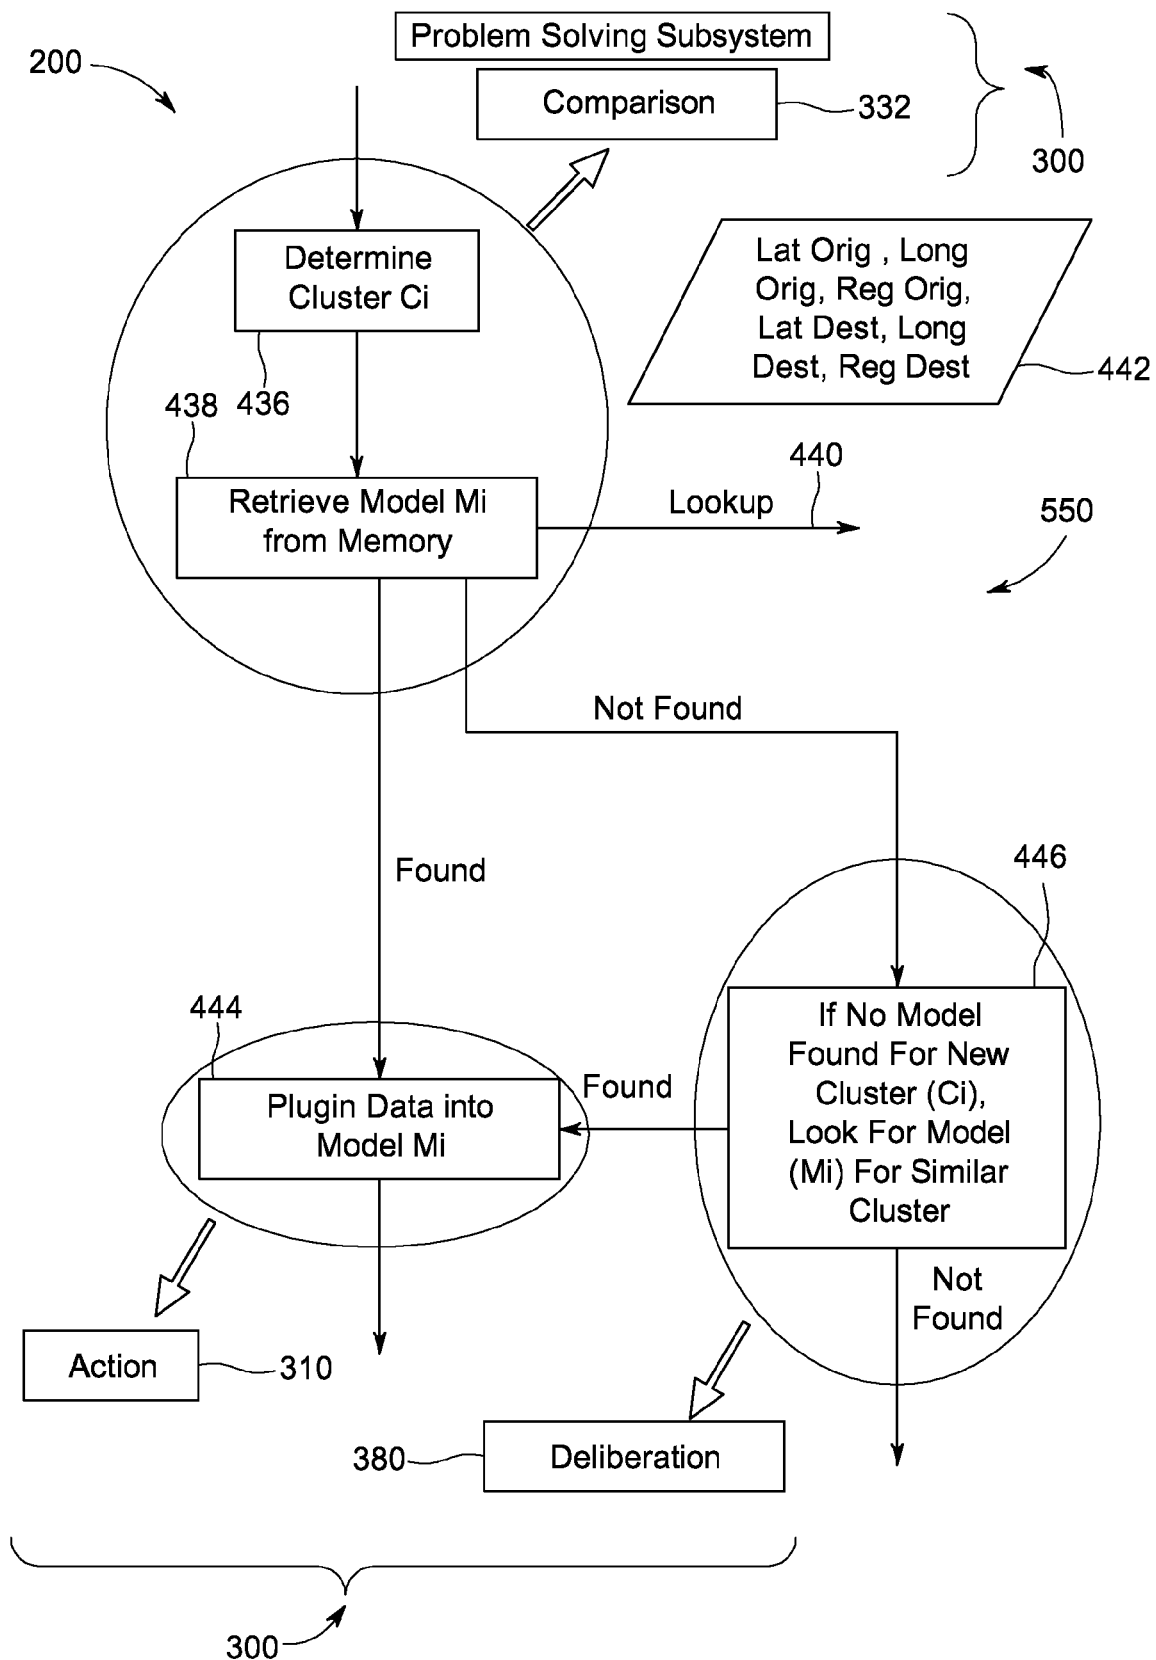 Problem Solving Subsystem
200
Comparison
332
300
Determine
Cluster Ci
436
Lat Orig , Long
Orig, Reg Orig,
Lat Dest, Long
Dest, Reg Dest
442
438
Retrieve Model Mi
from Memory
Lookup
440
550
Not Found
Found
446
444
Plugin Data into
Model Mi
Found
If No Model
Found For New
Cluster (Ci),
Look For Model
(Mi) For Similar
Cluster
Not
Found
Action
310
380
Deliberation
300